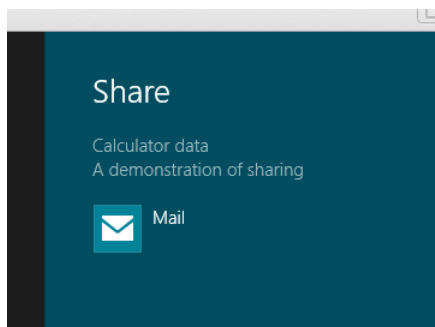 Share
Calculator data
A demonstration of sharing
Mail